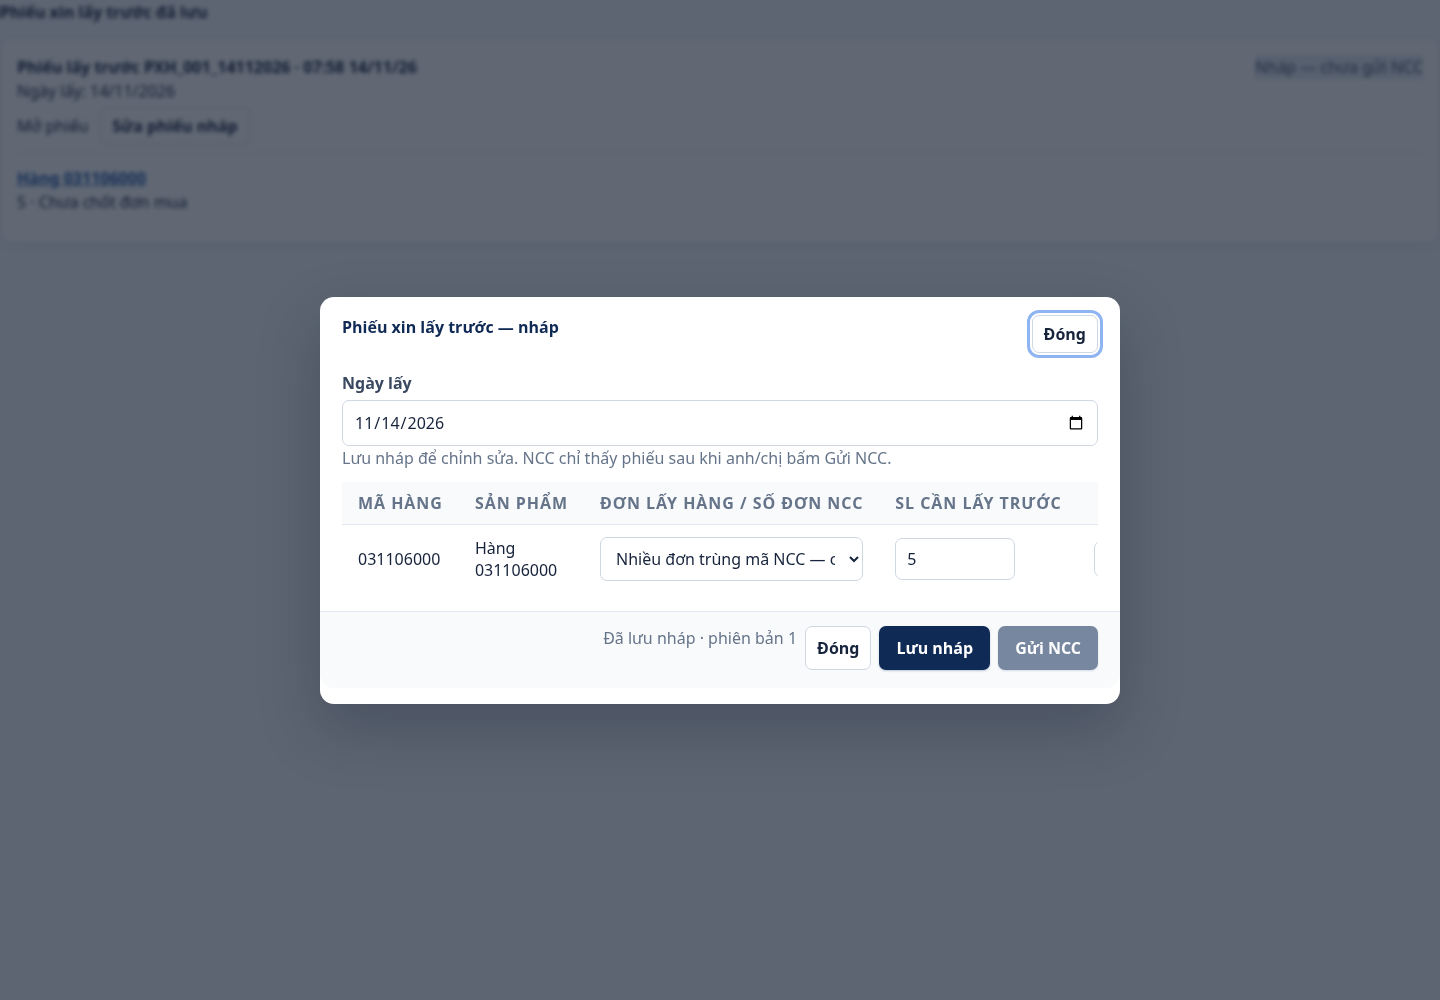 Phiếu xin lấy trước đã lưu
Phiếu lấy trước PXH_001_14112026 · 07:58 14/11/26
Nháp — chưa gửi NCC
Ngày lấy: 14/11/2026
Mở phiếu
Sửa phiếu nháp
Hàng 031106000
5 · Chưa chốt đơn mua
Phiếu xin lấy trước — nháp
Đóng
Ngày lấy
11/14/2026
Lưu nháp để chỉnh sửa. NCC chỉ thấy phiếu sau khi anh/chị bấm Gửi NCC.
MÃ HÀNG
SẢN PHẨM
ĐƠN LẤY HÀNG / SỐ ĐƠN NCC
SL CẦN LẤY TRƯỚC
031106000
Hàng
031106000
Nhiều đơn trùng mã NCC —
5
Đã lưu nháp · phiên bản 1
Đóng
Lưu nháp
Gửi NCC